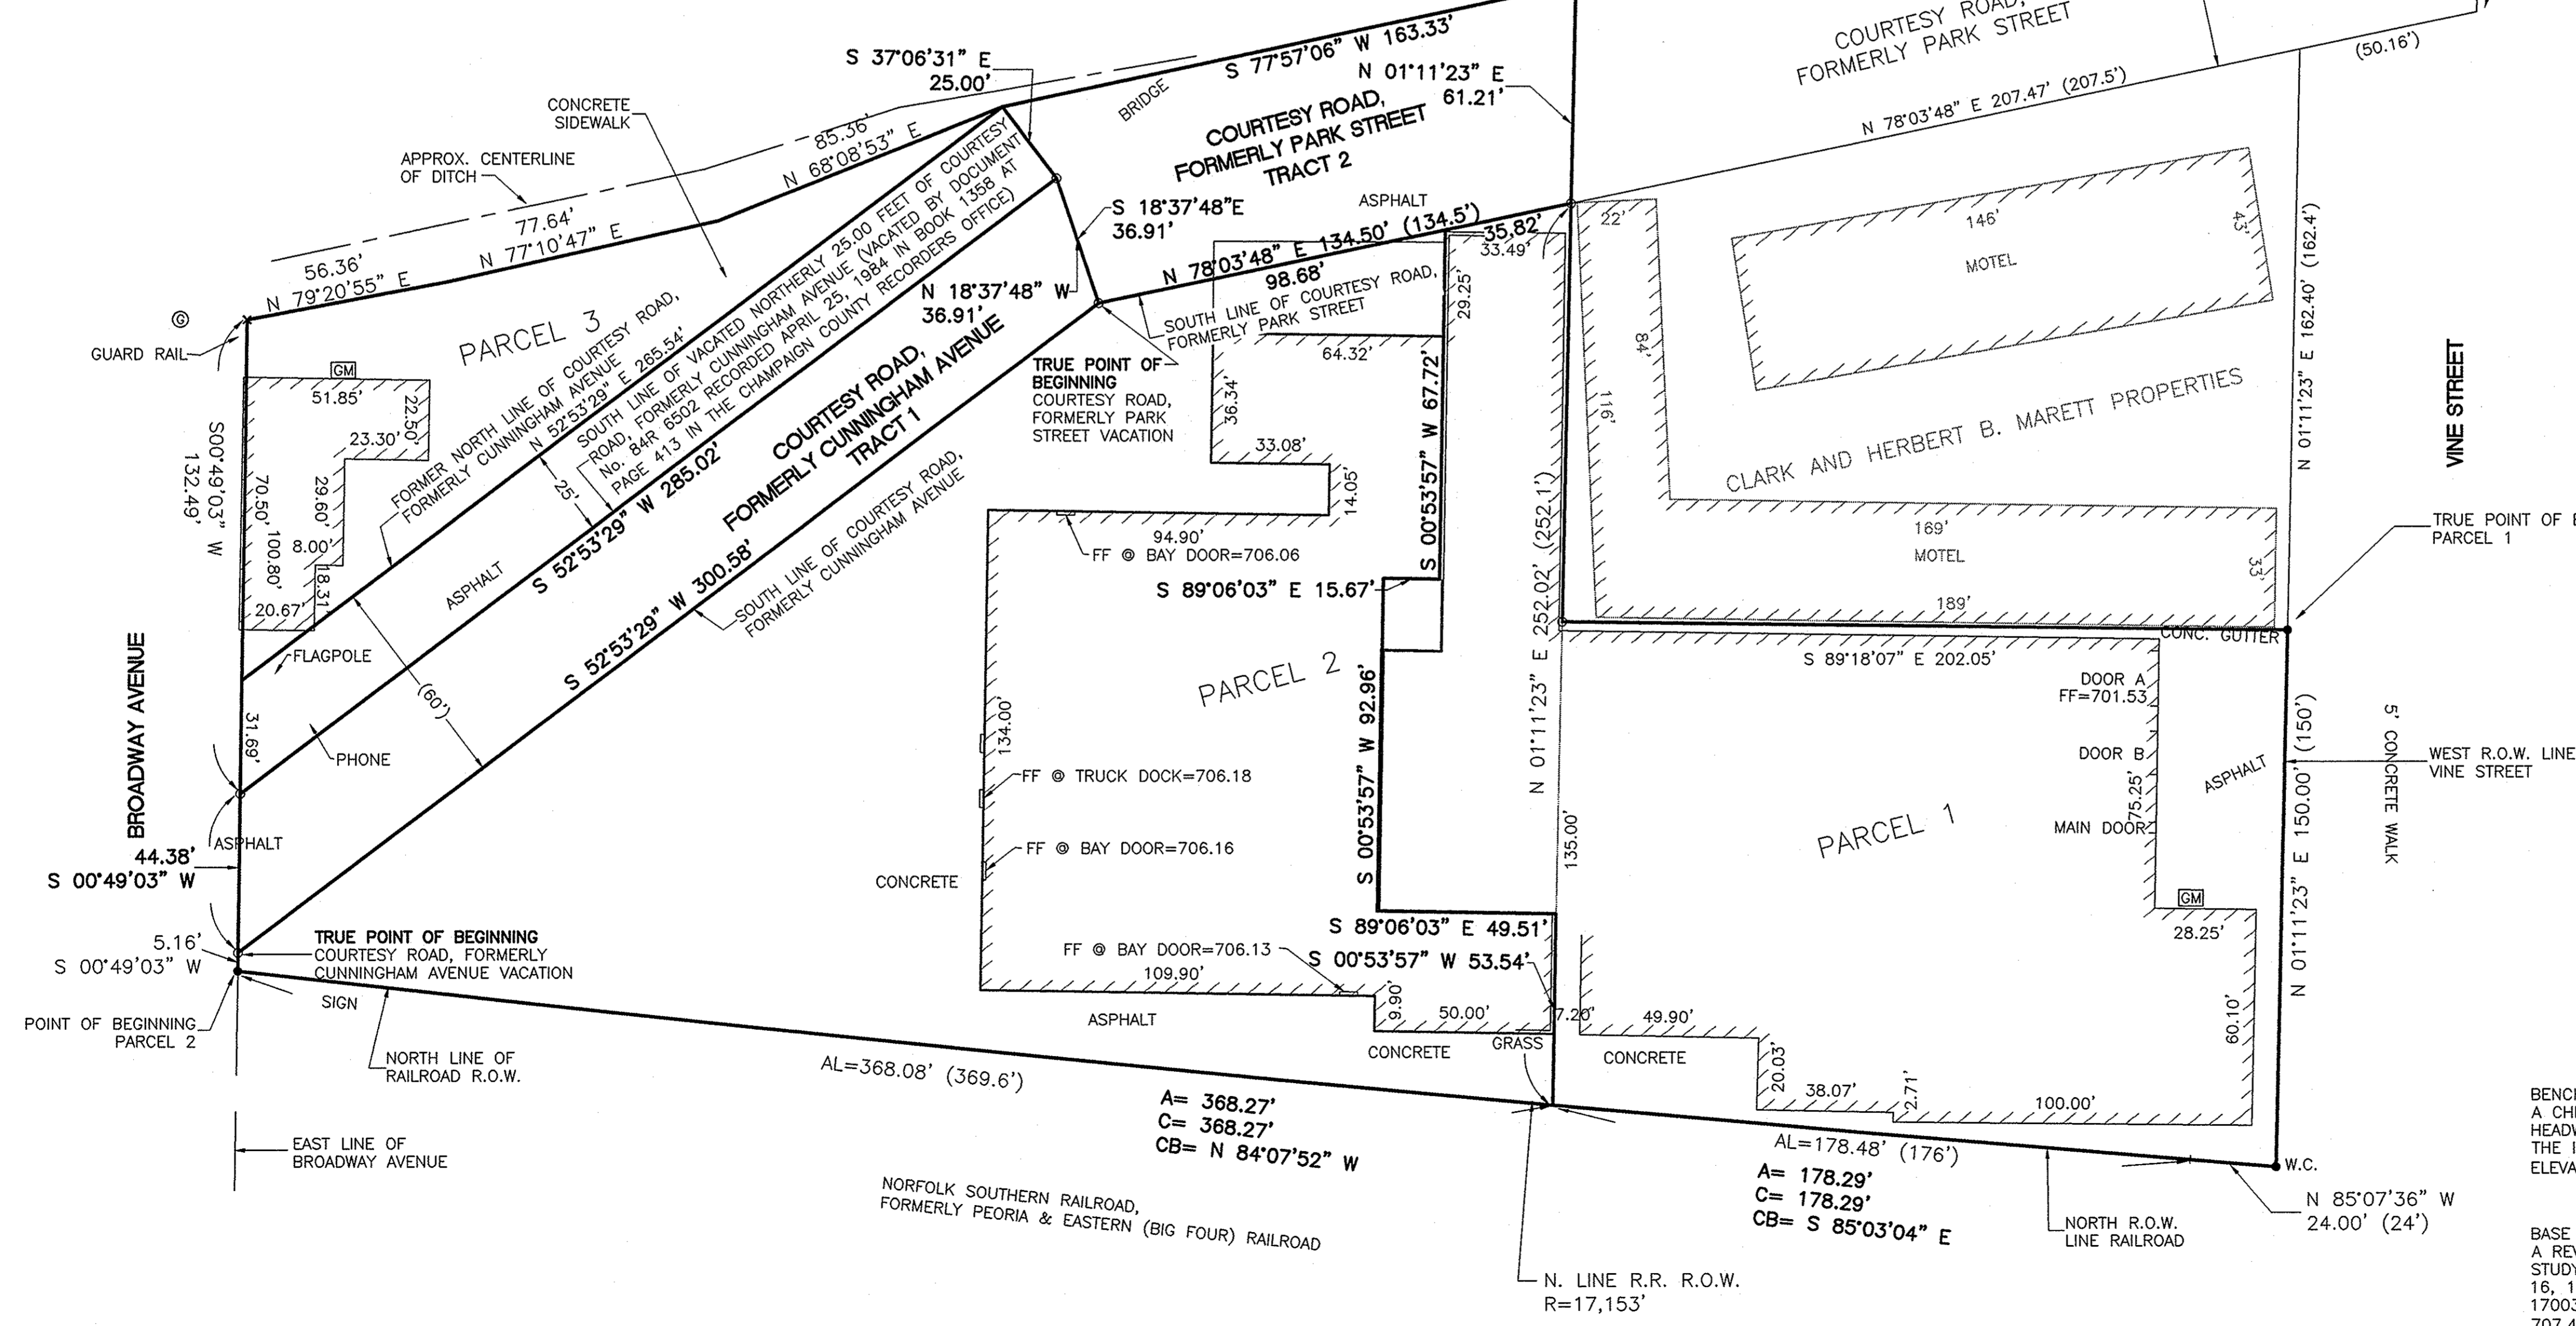 COURTESY ROAD,
FORMERLY PARK STREET
(50.16')
N 78°03'48" E 207.47' (207.5')
S 37°06'31" E
25.00'
S 77°57'06" W 163.33'
N 01°11'23" E
61.21'
BRIDGE
COURTESY ROAD,
FORMERLY PARK STREET
TRACT 2
CONCRETE
SIDEWALK
85.36'
N 68°08'53" E
APPROX. CENTERLINE
OF DITCH
77.64'
N 77°10'47" E
56.36'
N 79°20'55" E
G
GUARD RAIL
PARCEL 3
S 18°37'48"E
36.91'
ASPHALT
N 78°03'48" E 134.50' (134.5')
98.68'
35.82'
33.49'
29.25'
N 18°37'48" W
36.91'
SOUTH LINE OF COURTESY ROAD,
FORMERLY PARK STREET
TRUE POINT OF
BEGINNING
COURTESY ROAD,
FORMERLY PARK
STREET VACATION
FORMER NORTH LINE OF COURTESY ROAD,
FORMERLY CUNNINGHAM AVENUE
N 52°53'29" E 265.54'
SOUTH LINE OF VACATED NORTHERLY 25.00 FEET OF COURTESY
ROAD, FORMERLY CUNNINGHAM AVENUE (VACATED BY DOCUMENT
No. 84R 6502 RECORDED APRIL 25, 1984 IN BOOK 1358 AT
PAGE 413 IN THE CHAMPAIGN COUNTY RECORDERS OFFICE)
25'
S 52°53'29" W 285.02'
COURTESY ROAD,
FORMERLY CUNNINGHAM AVENUE
TRACT 1
S 52°53'29" W 300.58'
SOUTH LINE OF COURTESY ROAD,
FORMERLY CUNNINGHAM AVENUE
GM
51.85'
22.50'
23.30'
29.60'
8.00'
18.31'
20.67'
70.50'
100.80'
S00°49'03" W
132.49'
ASPHALT
FLAGPOLE
(60')
PHONE
31.69'
BROADWAY AVENUE
ASPHALT
44.38'
S 00°49'03" W
5.16'
S 00°49'03" W
TRUE POINT OF BEGINNING
COURTESY ROAD, FORMERLY
CUNNINGHAM AVENUE VACATION
SIGN
POINT OF BEGINNING
PARCEL 2
NORTH LINE OF
RAILROAD R.O.W.
EAST LINE OF
BROADWAY AVENUE
64.32'
36.34'
33.08'
14.05'
94.90'
FF @ BAY DOOR=706.06
S 00°53'57" W 67.72'
S 89°06'03" E 15.67'
PARCEL 2
134.00'
FF @ TRUCK DOCK=706.18
FF @ BAY DOOR=706.16
CONCRETE
S 00°53'57" W 92.96'
S 89°06'03" E 49.51'
FF @ BAY DOOR=706.13
S 00°53'57" W 53.54'
109.90'
9.90'
50.00'
7.20'
49.90'
ASPHALT
CONCRETE
GRASS
CONCRETE
N 01°11'23" E 252.02' (252.1')
135.00'
AL=368.08' (369.6')
A= 368.27'
C= 368.27'
CB= N 84°07'52" W
NORFOLK SOUTHERN RAILROAD,
FORMERLY PEORIA & EASTERN (BIG FOUR) RAILROAD
N. LINE R.R. R.O.W.
R=17,153'
22'
84'
116'
146'
43'
MOTEL
CLARK AND HERBERT B. MARETT PROPERTIES
169'
MOTEL
33'
189'
CONC. GUTTER
S 89°18'07" E 202.05'
N 01°11'23" E 162.40' (162.4')
VINE STREET
TRUE POINT OF
PARCEL 1
DOOR A
FF=701.53
DOOR B
75.25'
MAIN DOOR
ASPHALT
PARCEL 1
GM
28.25'
60.10'
N 01°11'23" E 150.00' (150')
WEST R.O.W. LINE
VINE STREET
5' CONCRETE WALK
20.03'
38.07'
2.71'
100.00'
AL=178.48' (176')
A= 178.29'
C= 178.29'
CB= S 85°03'04" E
W.C.
N 85°07'36" W
24.00' (24')
NORTH R.O.W.
LINE RAILROAD
A
THE
BASE
A
16,